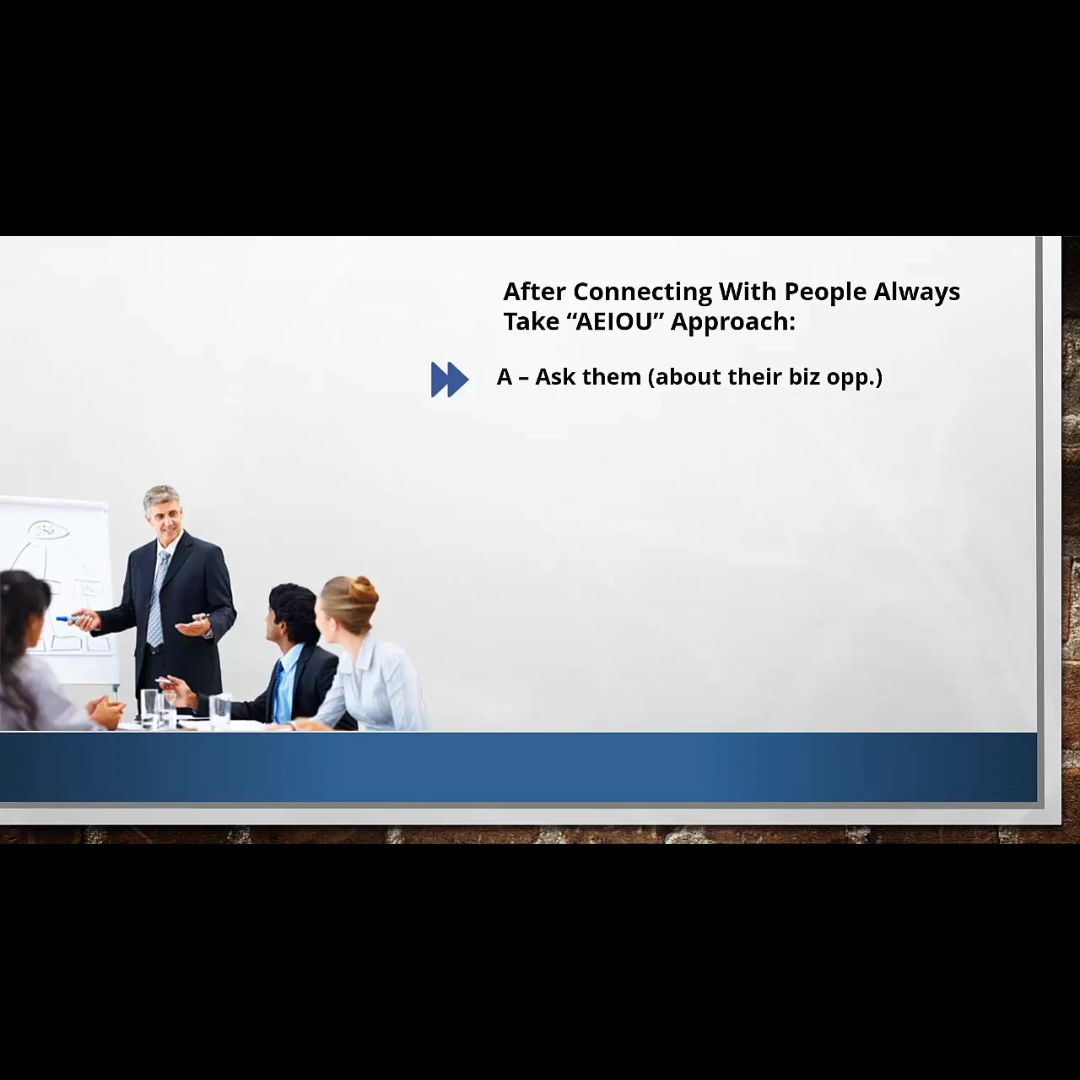 After Connecting With People Always
Take “AEIOU” Approach:
A – Ask them (about their biz opp.)